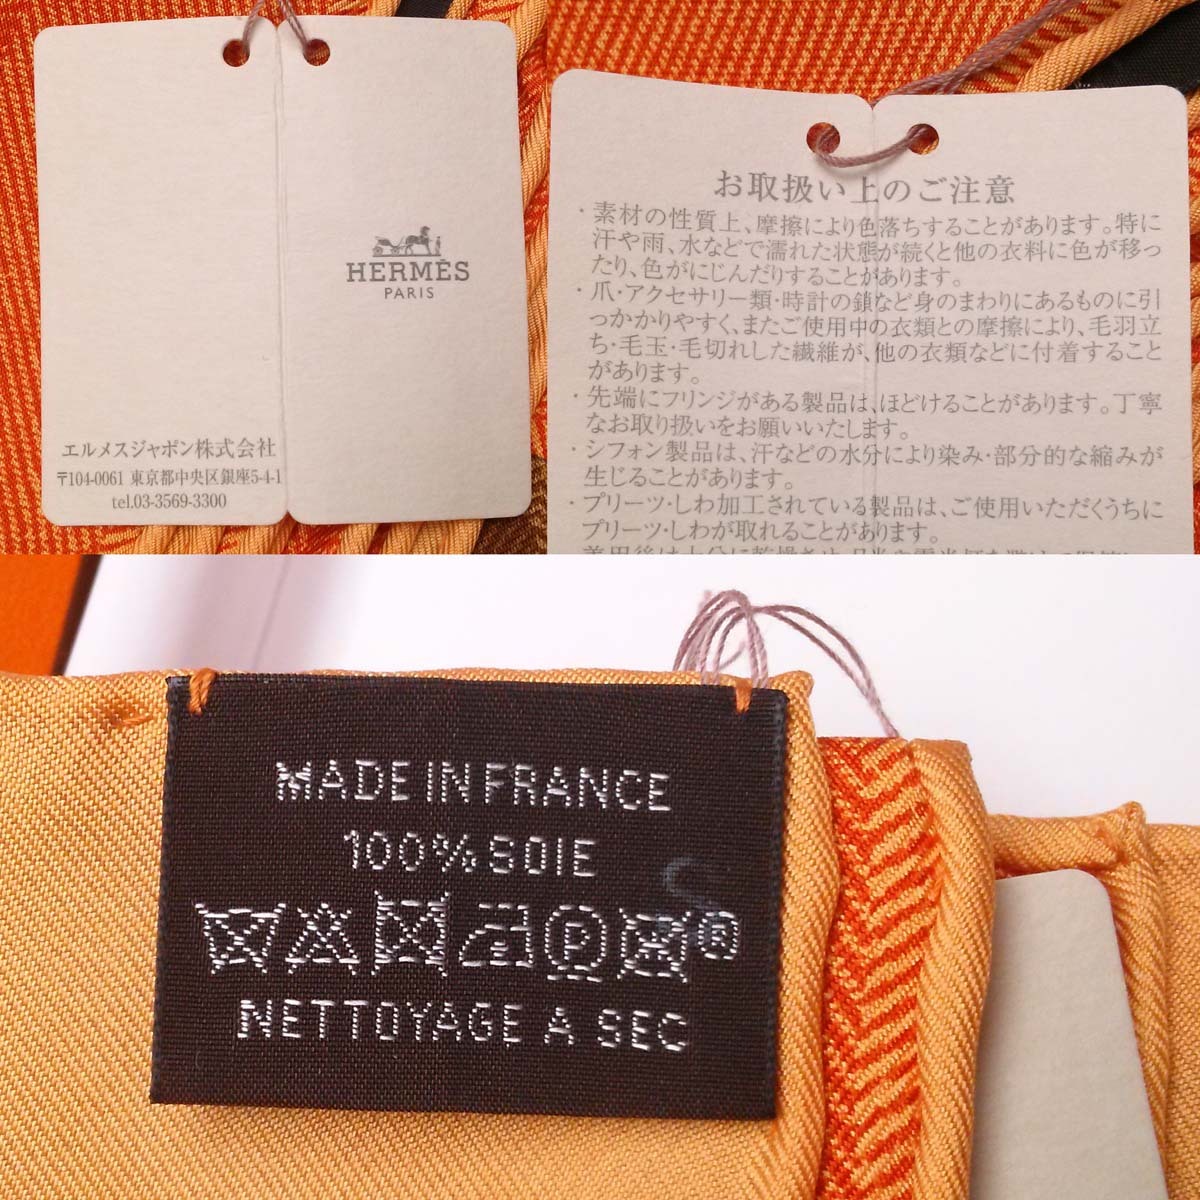 HERMÈS
PARIS
エルメスジャポン株式会社
〒104-0061 東京都中央区銀座5-4-1
tel.03-3569-3300
お取扱い上のご注意
・素材の性質上、摩擦により色落ちすることがあります。特に
汗や雨、水などで濡れた状態が続くと他の衣料に色が移っ
たり、色がにじんだりすることがあります。
・爪・アクセサリー類・時計の鎖など身のまわりにあるものに引
っかかりやすく、またご使用中の衣類との摩擦により、毛羽立
ち・毛玉・毛切れした繊維が、他の衣類などに付着すること
があります。
・先端にフリンジがある製品は、ほどけることがあります。丁寧
なお取り扱いをお願いいたします。
・シフォン製品は、汗などの水分により染み・部分的な縮みが
生じることがあります。
・プリーツ・しわ加工されている製品は、ご使用いただくうちに
プリーツ・しわが取れることがあります。
MADE IN FRANCE
100% SOIE
S
P ®
NETTOYAGE A SEC